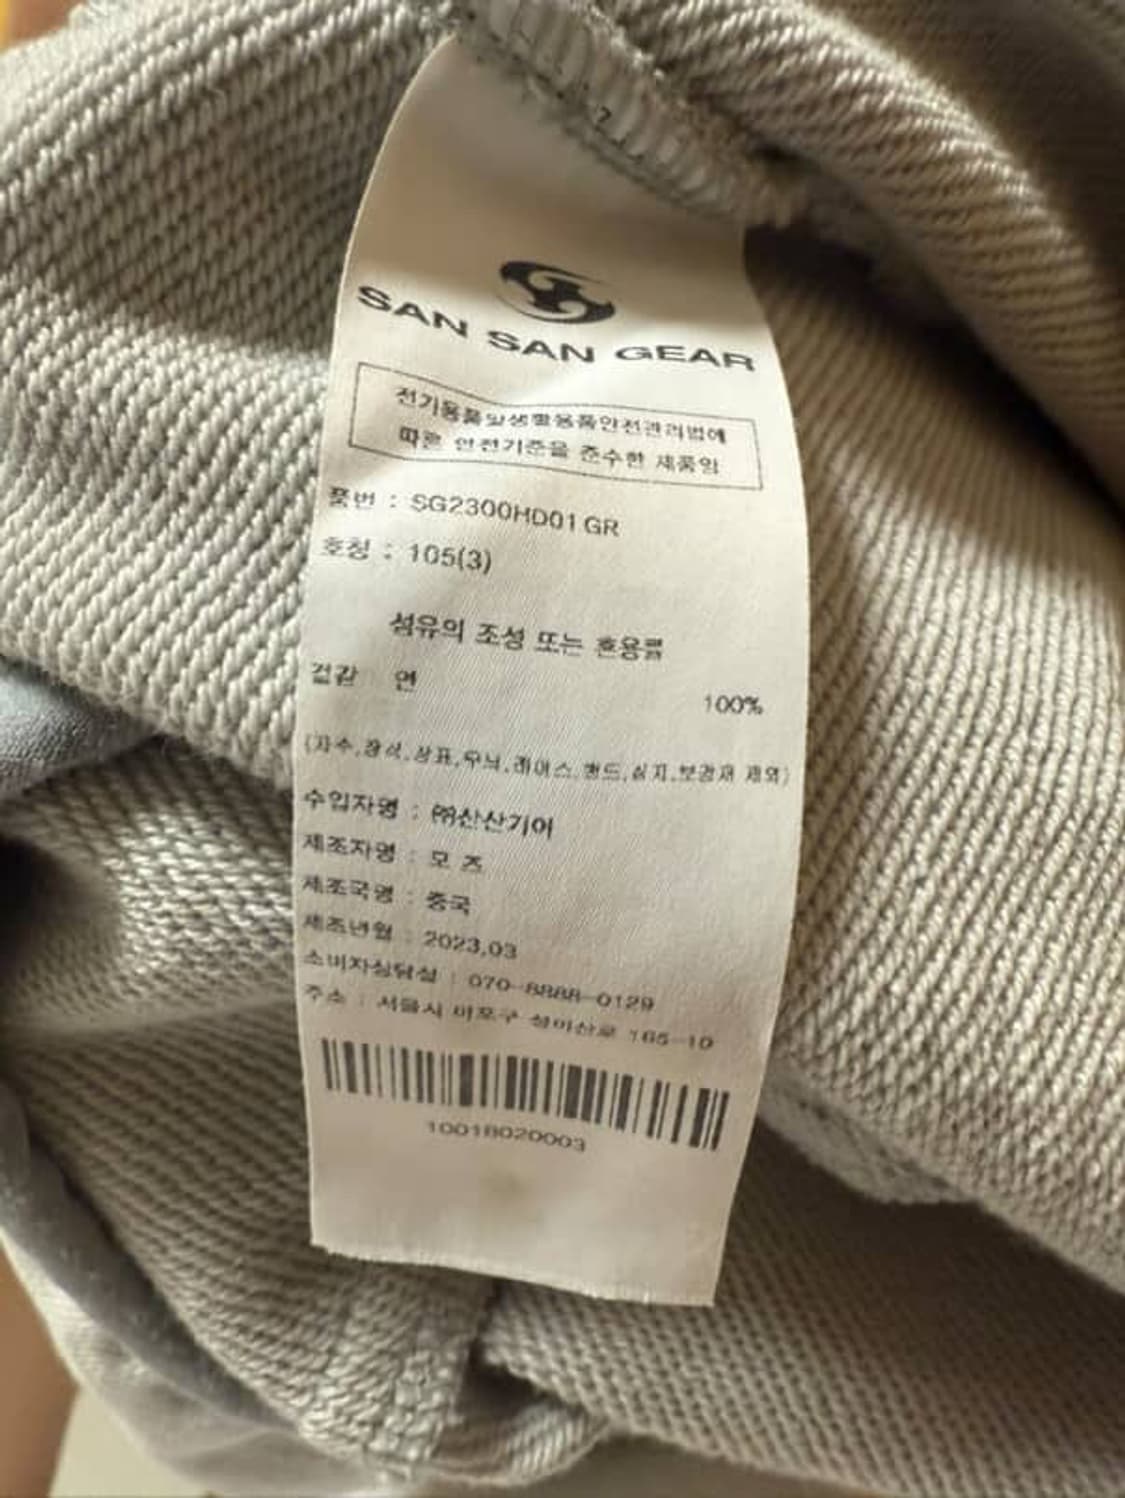 SAN SAN GEAR
전기용품및생활용품안전관리법에
따른 안전기준을 준수한 제품임
품번 : SG2300HD01GR
호칭 : 105(3)
섬유의 조성 또는 혼용률
겉감 면 100%
(자수,장식,상표,무늬,레이스,밴드,심지,보강재 제외)
수입자명 : ㈜산산기어
제조자명 : 모즈
제조국명 : 중국
제조년월 : 2023.03
소비자상담실 : 070-8888-0129
주소 : 서울시 마포구 성미산로 165-10
10018020003